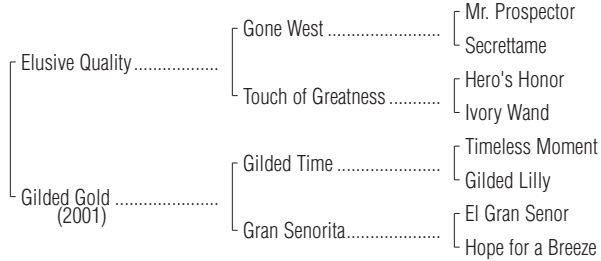 Mr. Prospector
Gone West
Secrettame
Elusive Quality
Hero's Honor
Touch of Greatness
Ivory Wand
Timeless Moment
Gilded Time
Gilded Lilly
Gilded Gold
(2001)
El Gran Senor
Gran Senorita
Hope for a Breeze